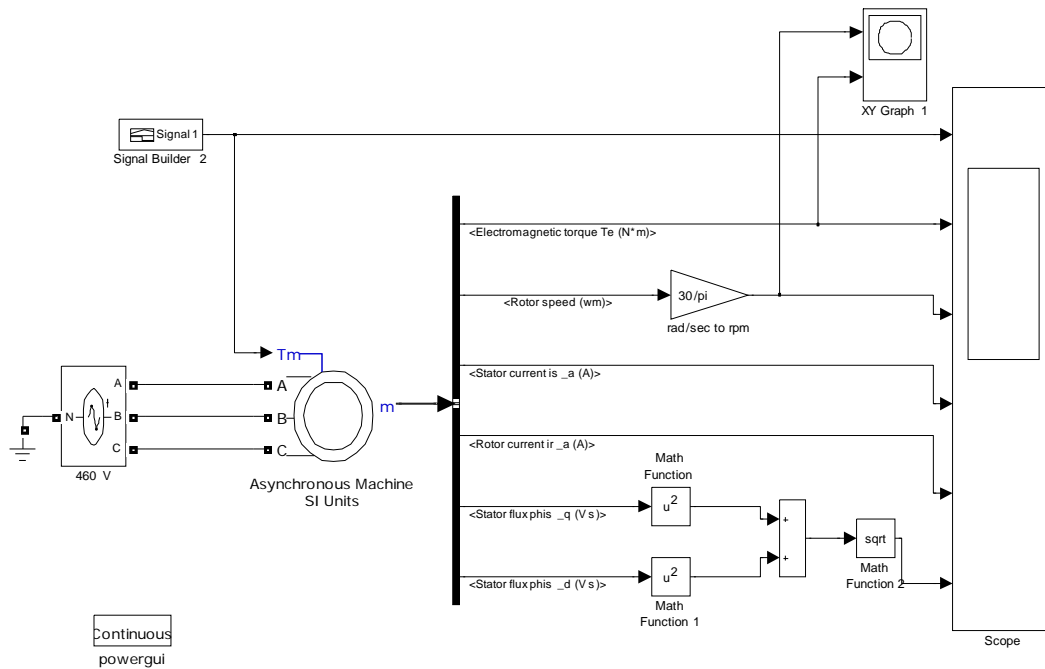 XY Graph 1
Signal 1
Signal Builder 2
<Electromagnetic torque Te (N*m)>
<Rotor speed (wm)>
30/pi
rad/sec to rpm
Tm
<Stator current is _a (A)>
A
A
B
B
C
C
N
m
460 V
Asynchronous Machine
SI Units
<Rotor current ir _a (A)>
Math
Function
<Stator flux phis _q (V s)>
u2
+
+
sqrt
Math
Function 2
<Stator flux phis _d (V s)>
u2
Math
Function 1
Continuous
powergui
Scope